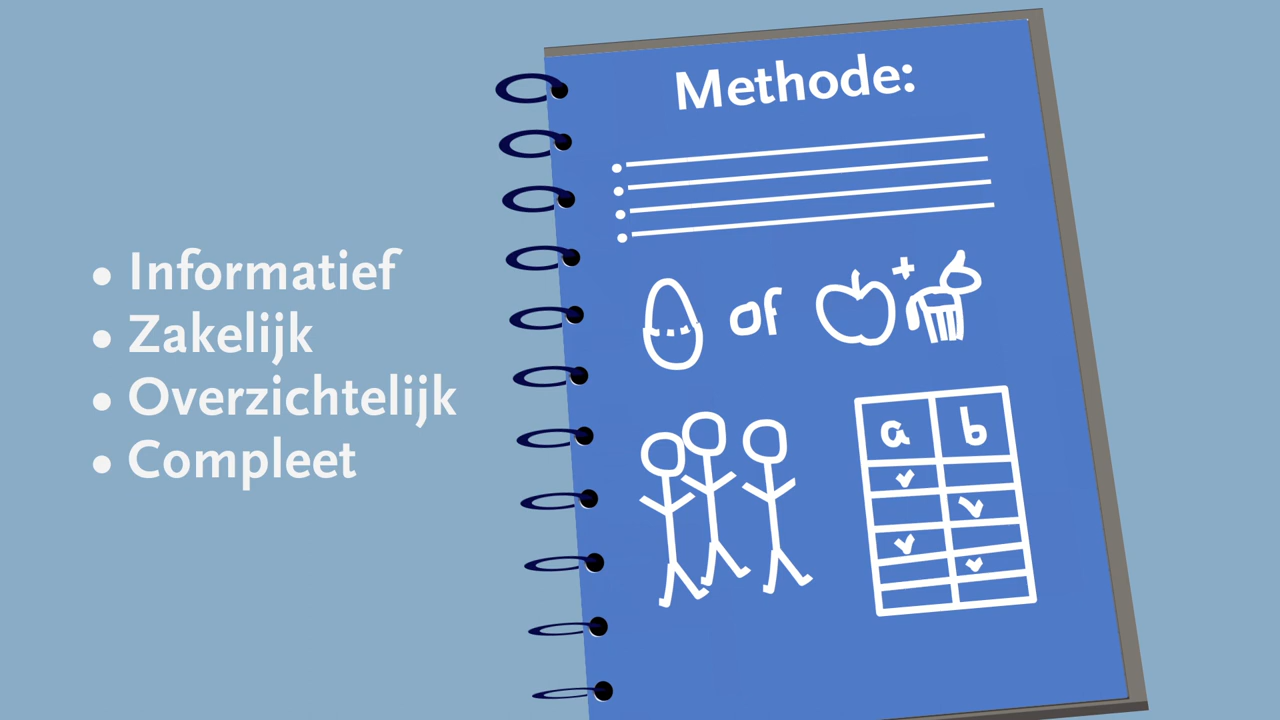 • Informatief
• Zakelijk
• Overzichtelijk
• Compleet
Methode:
of
+
a b